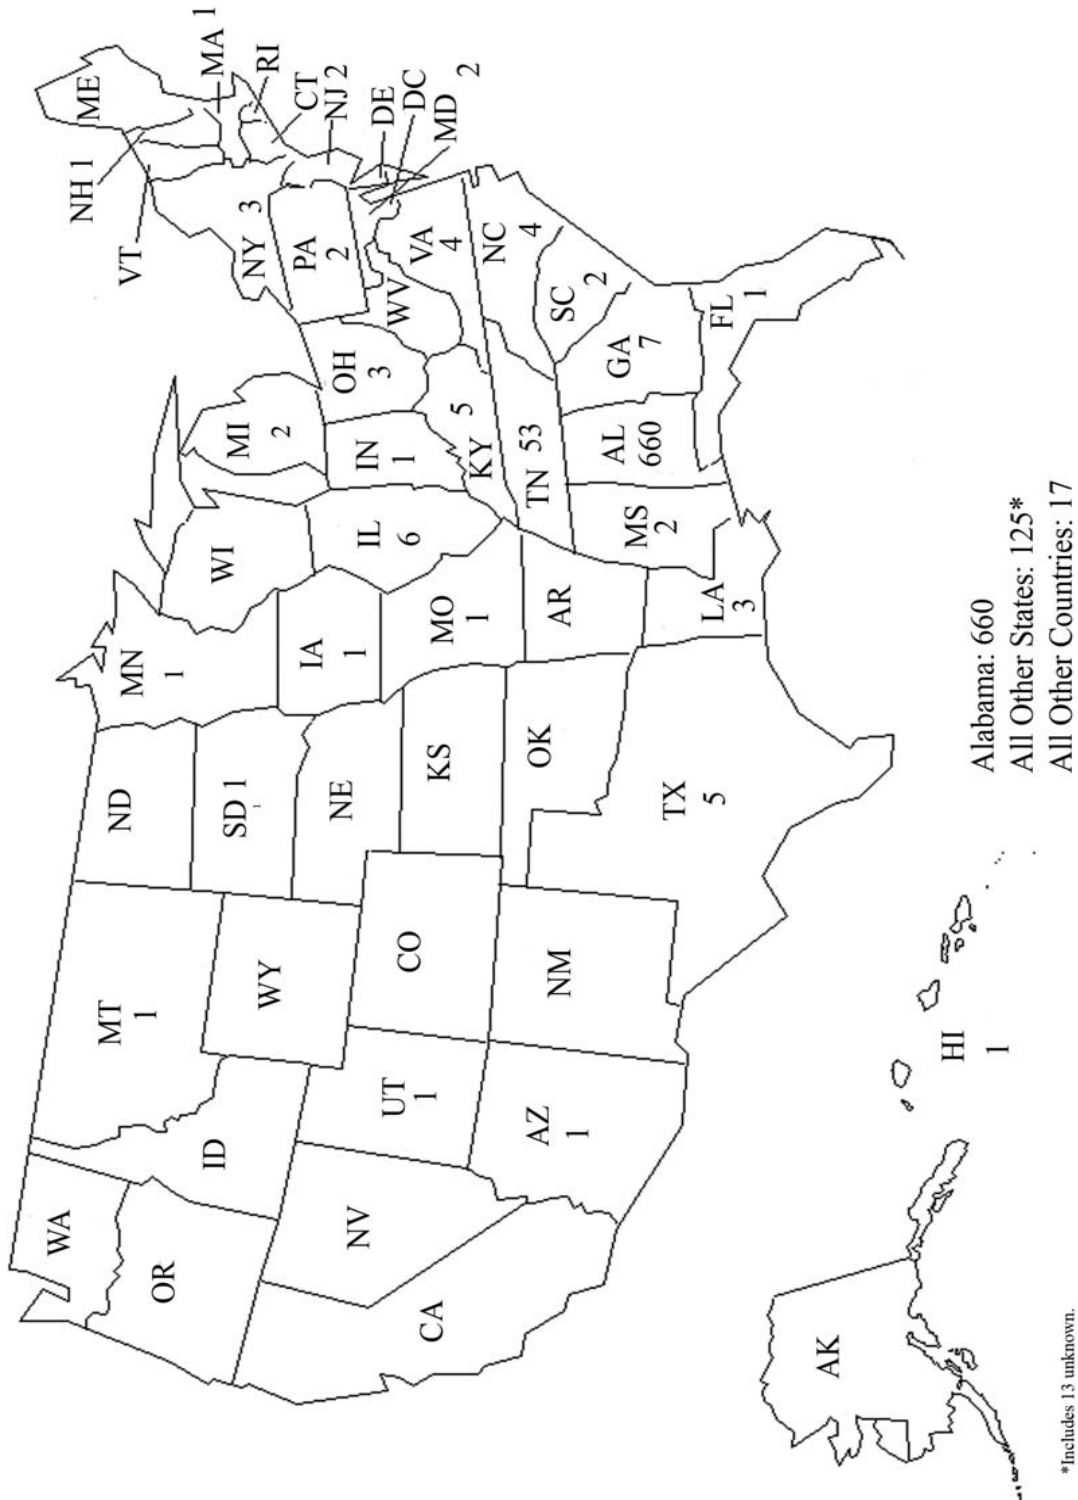 WA
OR
CA
NV
ID
MT
1
WY
UT
1
AZ
1
CO
NM
ND
SD 1
NE
KS
OK
TX
5
MN
1
IA
1
MO
1
AR
LA
3
WI
IL
6
MI
2
IN
1
OH
3
KY
5
TN 53
MS
2
AL
660
GA
7
FL
1
SC
2
NC
4
VA
4
WV
PA
2
NY 3
VT
NH 1
ME
MA 1
RI
CT
NJ 2
DE
DC
MD
2
AK
HI
1
Alabama: 660
All Other States: 125*
All Other Countries: 17
*Includes 13 unknown.